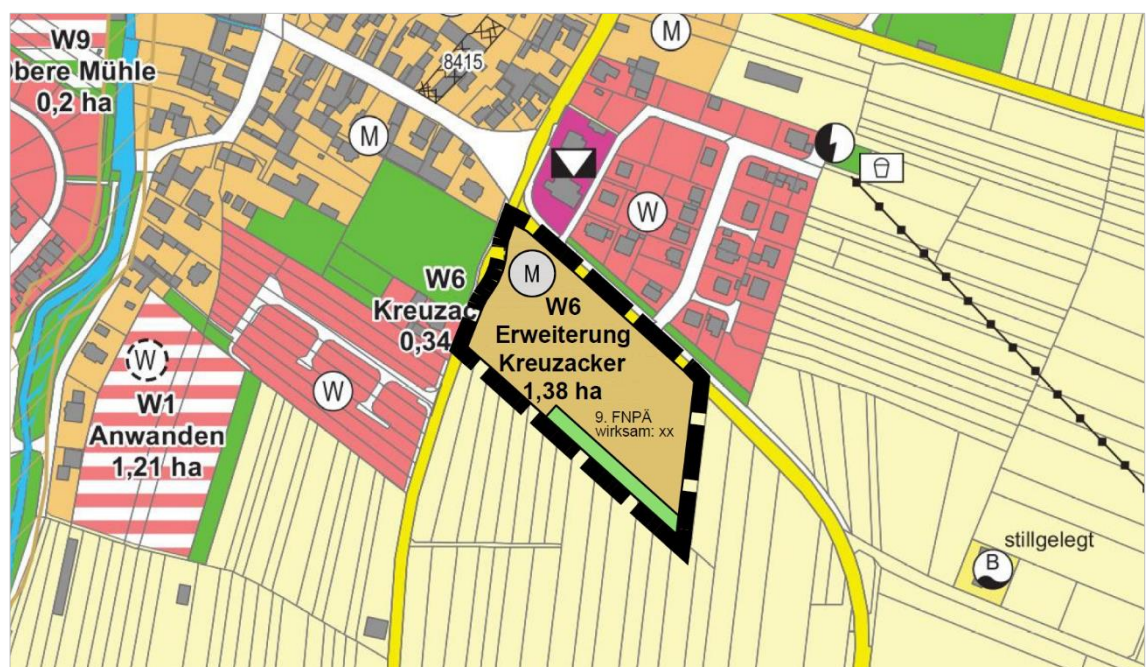 W9
Obere Mühle
0,2 ha
8415
M
M
W
M
W6
Kreuzac
0,34
W6
Erweiterung
Kreuzacker
1,38 ha
9. FNPÄ
wirksam: xx
W
W1
Anwanden
1,21 ha
W
stillgelegt
B